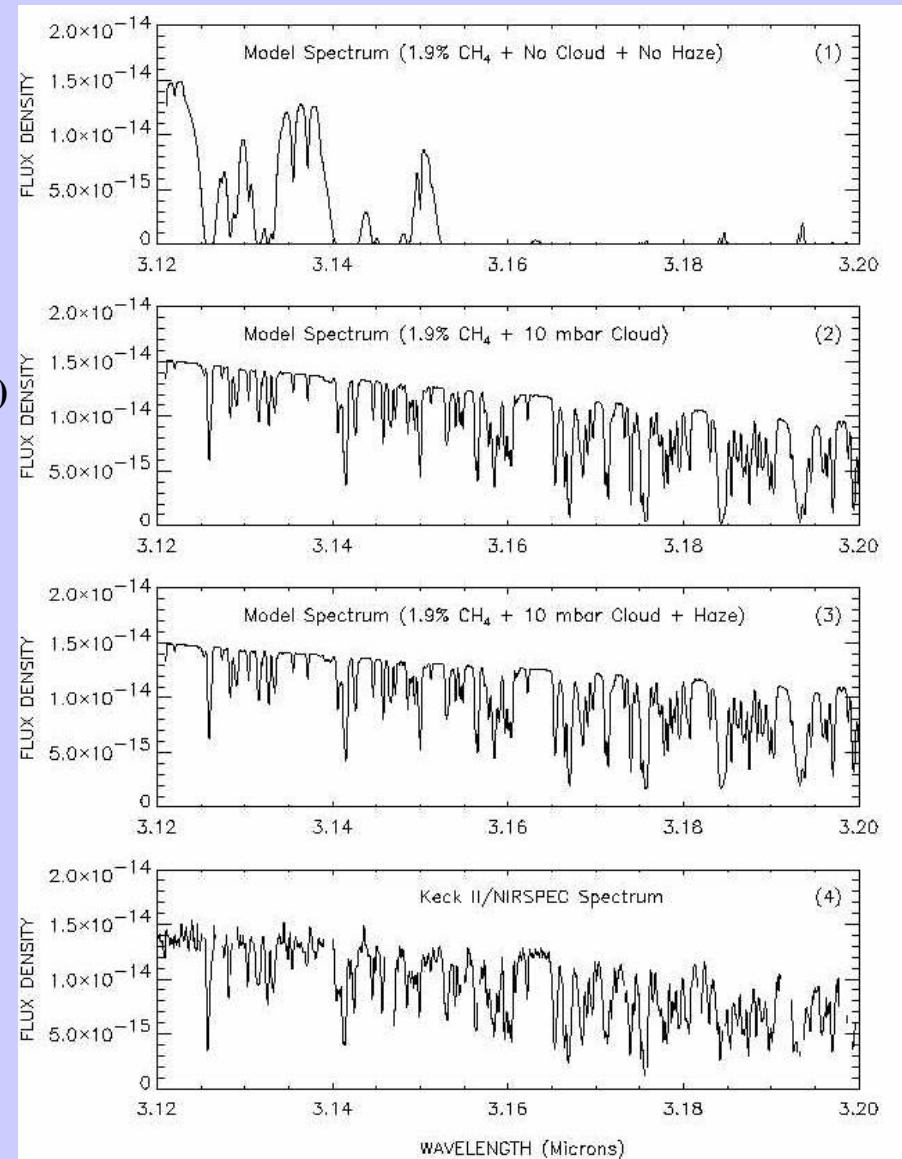 2.0×10⁻¹⁴
Model Spectrum (1.9% CH₄ + No Cloud + No Haze) (1)
1.5×10⁻¹⁴
1.0×10⁻¹⁴
5.0×10⁻¹⁵
0
FLUX DENSITY
3.12 3.14 3.16 3.18 3.20
2.0×10⁻¹⁴
Model Spectrum (1.9% CH₄ + 10 mbar Cloud) (2)
1.5×10⁻¹⁴
)
1.0×10⁻¹⁴
5.0×10⁻¹⁵
0
FLUX DENSITY
3.12 3.14 3.16 3.18 3.20
2.0×10⁻¹⁴
Model Spectrum (1.9% CH₄ + 10 mbar Cloud + Haze) (3)
1.5×10⁻¹⁴
1.0×10⁻¹⁴
5.0×10⁻¹⁵
0
FLUX DENSITY
3.12 3.14 3.16 3.18 3.20
2.0×10⁻¹⁴
Keck II/NIRSPEC Spectrum (4)
1.5×10⁻¹⁴
1.0×10⁻¹⁴
5.0×10⁻¹⁵
0
FLUX DENSITY
3.12 3.14 3.16 3.18 3.20
WAVELENGTH (Microns)